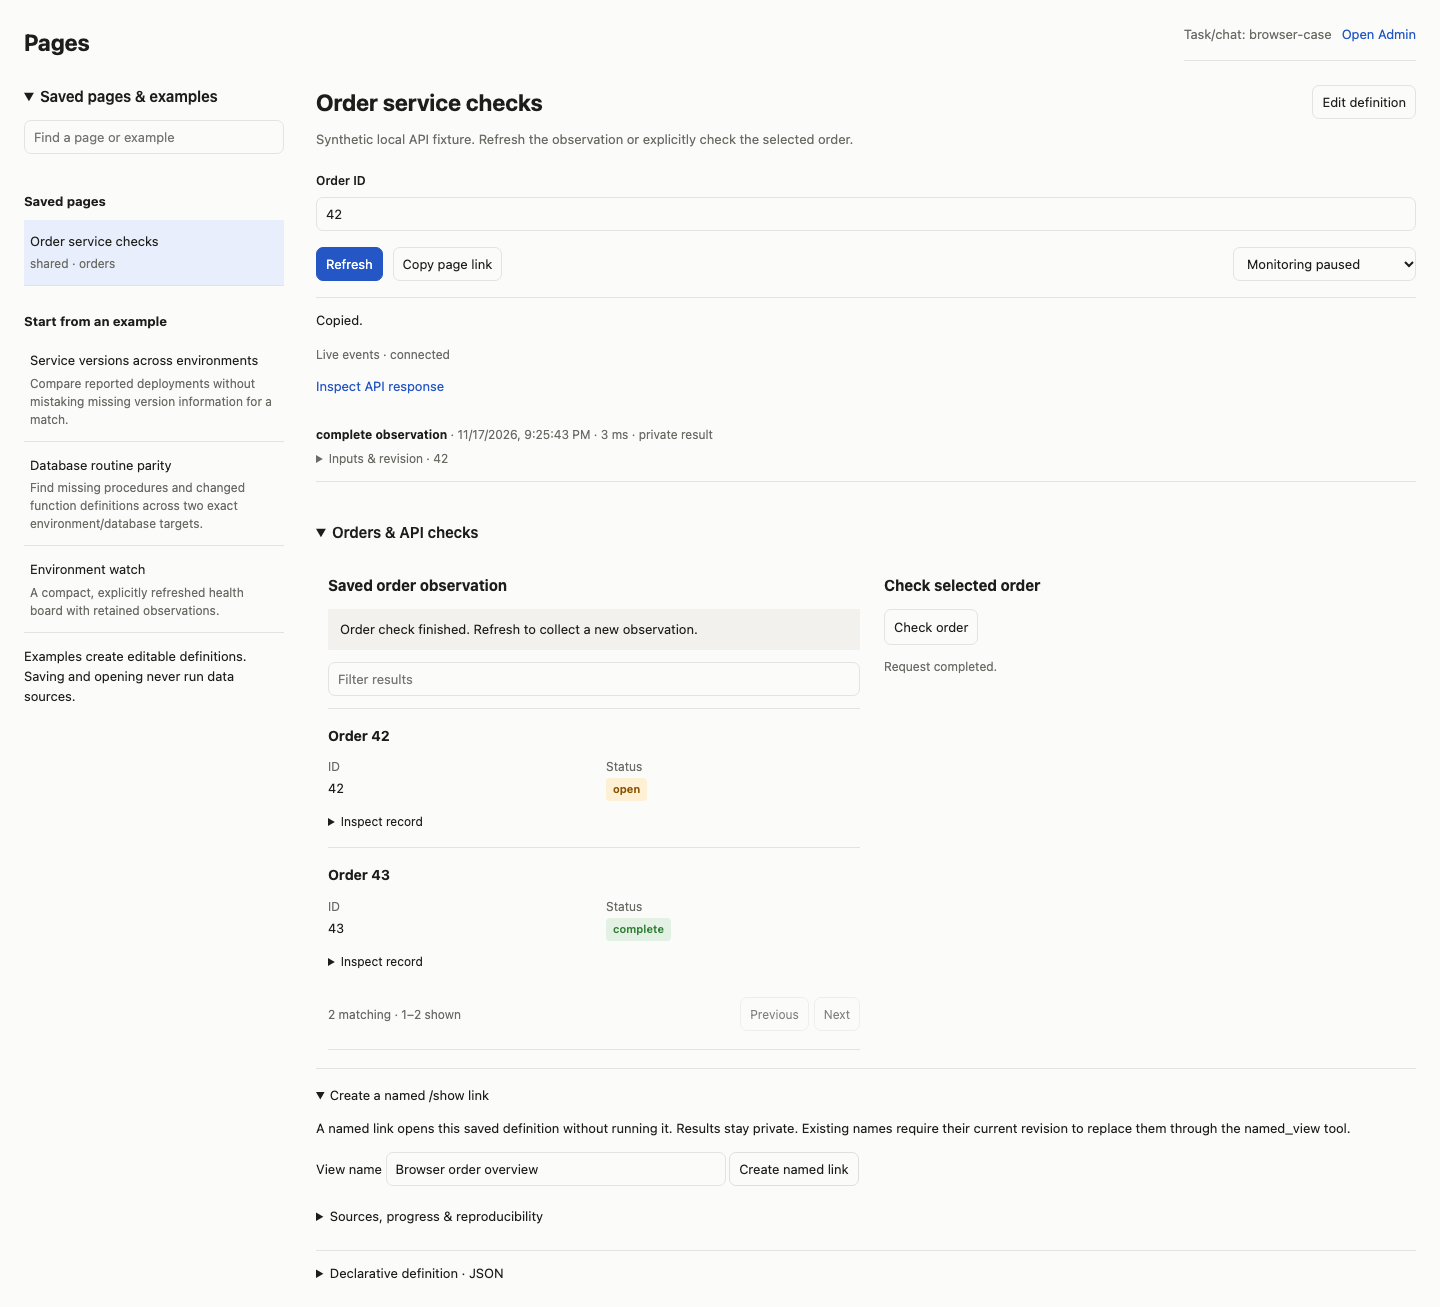 Pages
Task/chat: browser-case Open Admin
Saved pages & examples
Find a page or example
Saved pages
Order service checks
shared · orders
Start from an example
Service versions across environments
Compare reported deployments without
mistaking missing version information for a
match.
Database routine parity
Find missing procedures and changed
function definitions across two exact
environment/database targets.
Environment watch
A compact, explicitly refreshed health
board with retained observations.
Examples create editable definitions.
Saving and opening never run data
sources.
Order service checks
Edit definition
Synthetic local API fixture. Refresh the observation or explicitly check the selected order.
Order ID
42
Refresh
Copy page link
Monitoring paused
Copied.
Live events · connected
Inspect API response
complete observation · 11/17/2026, 9:25:43 PM · 3 ms · private result
Inputs & revision · 42
Orders & API checks
Saved order observation
Order check finished. Refresh to collect a new observation.
Filter results
Order 42
ID
Status
42
open
Inspect record
Order 43
ID
Status
43
complete
Inspect record
2 matching · 1–2 shown
Previous
Next
Check selected order
Check order
Request completed.
Create a named /show link
A named link opens this saved definition without running it. Results stay private. Existing names require their current revision to replace them through the named_view tool.
View name
Browser order overview
Create named link
Sources, progress & reproducibility
Declarative definition · JSON